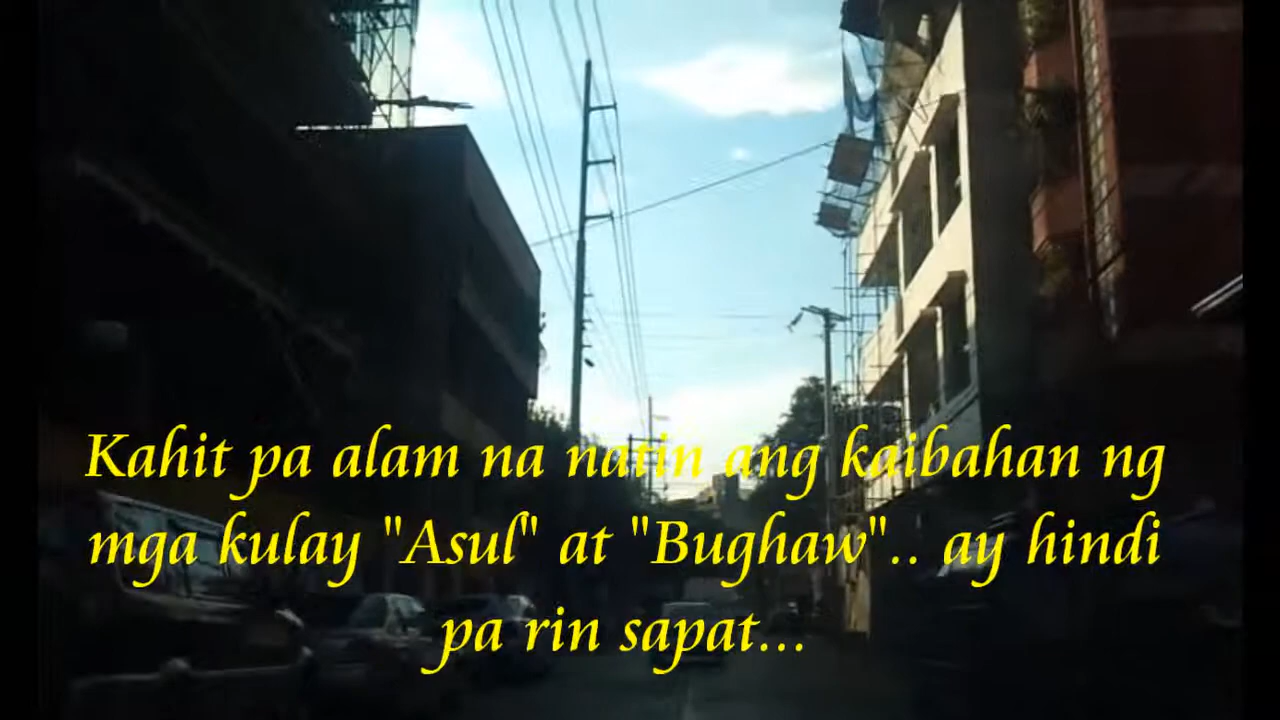 Kahit pa alam na natin ang kaibahan ng
mga kulay "Asul" at "Bughaw".. ay hindi
pa rin sapat...